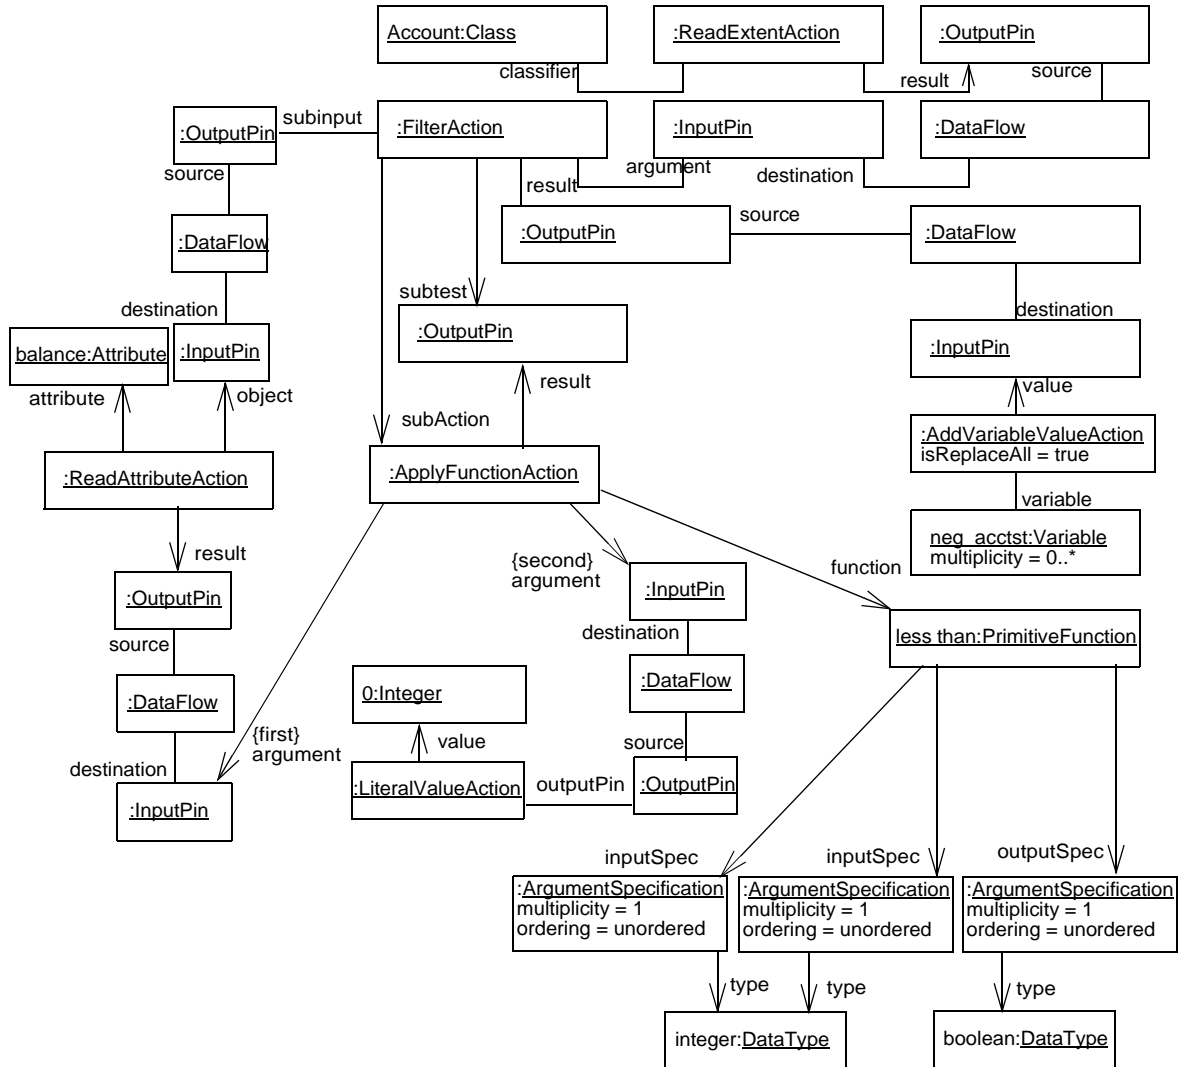 Account:Class
:ReadExtentAction
:OutputPin
classifier
result
source
subinput
:OutputPin
:FilterAction
:InputPin
:DataFlow
source
result
argument
destination
:DataFlow
:OutputPin
source
:DataFlow
destination
subtest
destination
balance:Attribute
:InputPin
:OutputPin
:InputPin
attribute
object
result
value
subAction
:AddVariableValueAction
isReplaceAll = true
:ReadAttributeAction
:ApplyFunctionAction
variable
neg_acctst:Variable
multiplicity = 0..*
result
{second}
argument
function
:OutputPin
:InputPin
source
destination
less than:PrimitiveFunction
:DataFlow
0:Integer
:DataFlow
{first}
argument
value
source
destination
:InputPin
:LiteralValueAction
outputPin
:OutputPin
inputSpec
inputSpec
outputSpec
:ArgumentSpecification
multiplicity = 1
ordering = unordered
:ArgumentSpecification
multiplicity = 1
ordering = unordered
:ArgumentSpecification
multiplicity = 1
ordering = unordered
type
type
type
integer:DataType
boolean:DataType